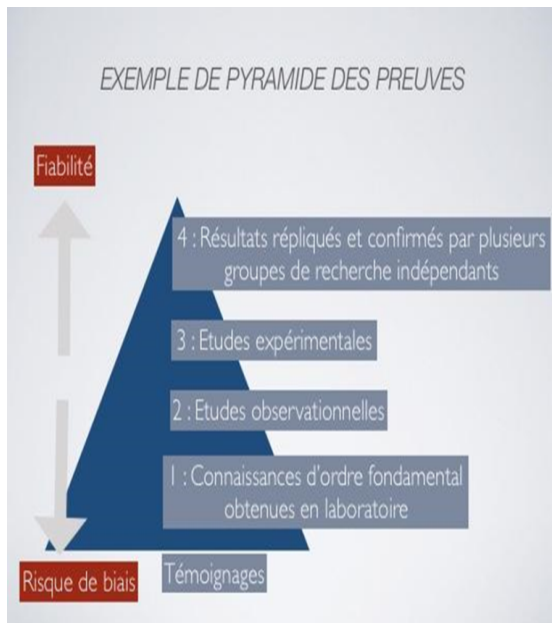 EXEMPLE DE PYRAMIDE DES PREUVES
Fiabilité
4 : Résultats répliqués et confirmés par plusieurs
groupes de recherche indépendants
3 : Etudes expérimentales
2 : Etudes observationnelles
1 : Connaissances d'ordre fondamental
obtenues en laboratoire
Risque de biais
Témoignages